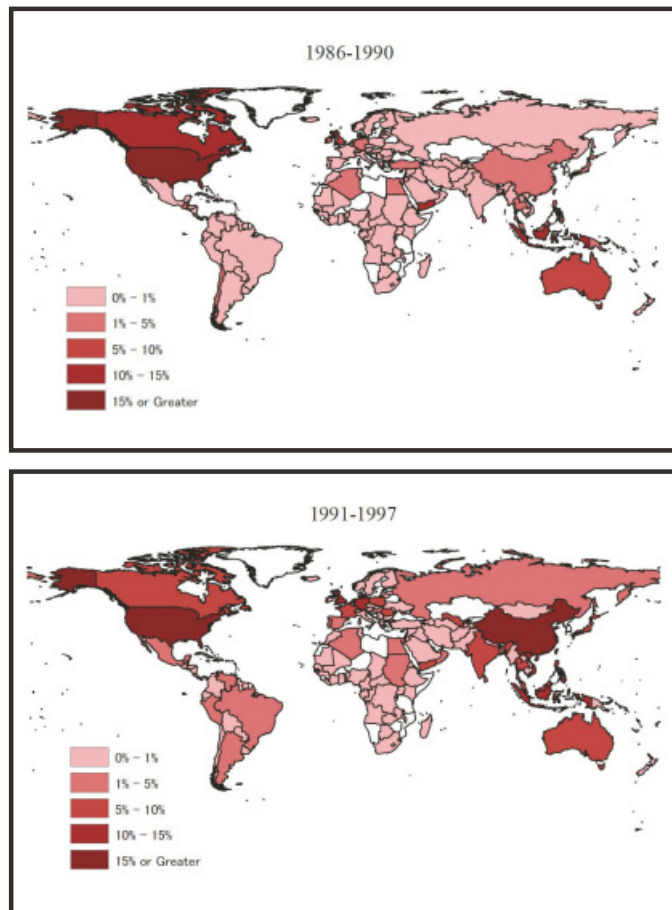 1986-1990
0% - 1%
1% - 5%
5% - 10%
10% - 15%
15% or Greater
1991-1997
0% - 1%
1% - 5%
5% - 10%
10% - 15%
15% or Greater